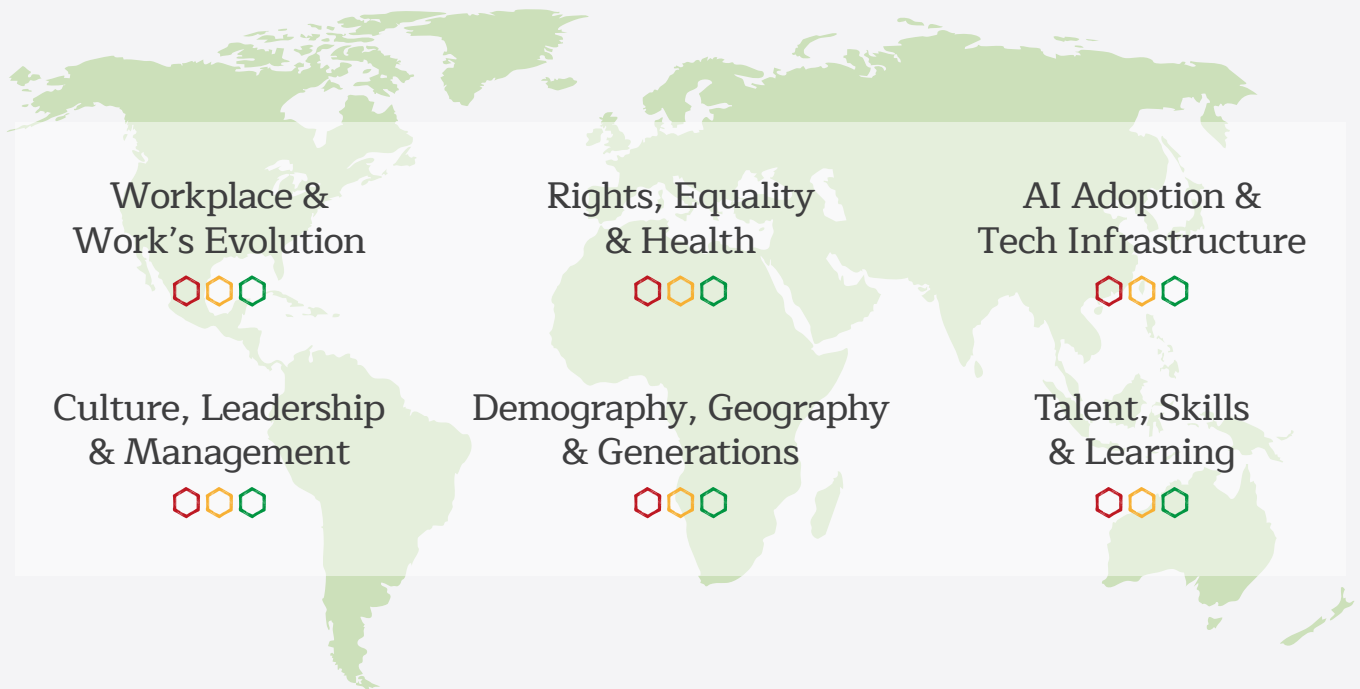 Workplace &
Work’s Evolution
Rights, Equality
& Health
AI Adoption &
Tech Infrastructure
Culture, Leadership
& Management
Demography, Geography
& Generations
Talent, Skills
& Learning